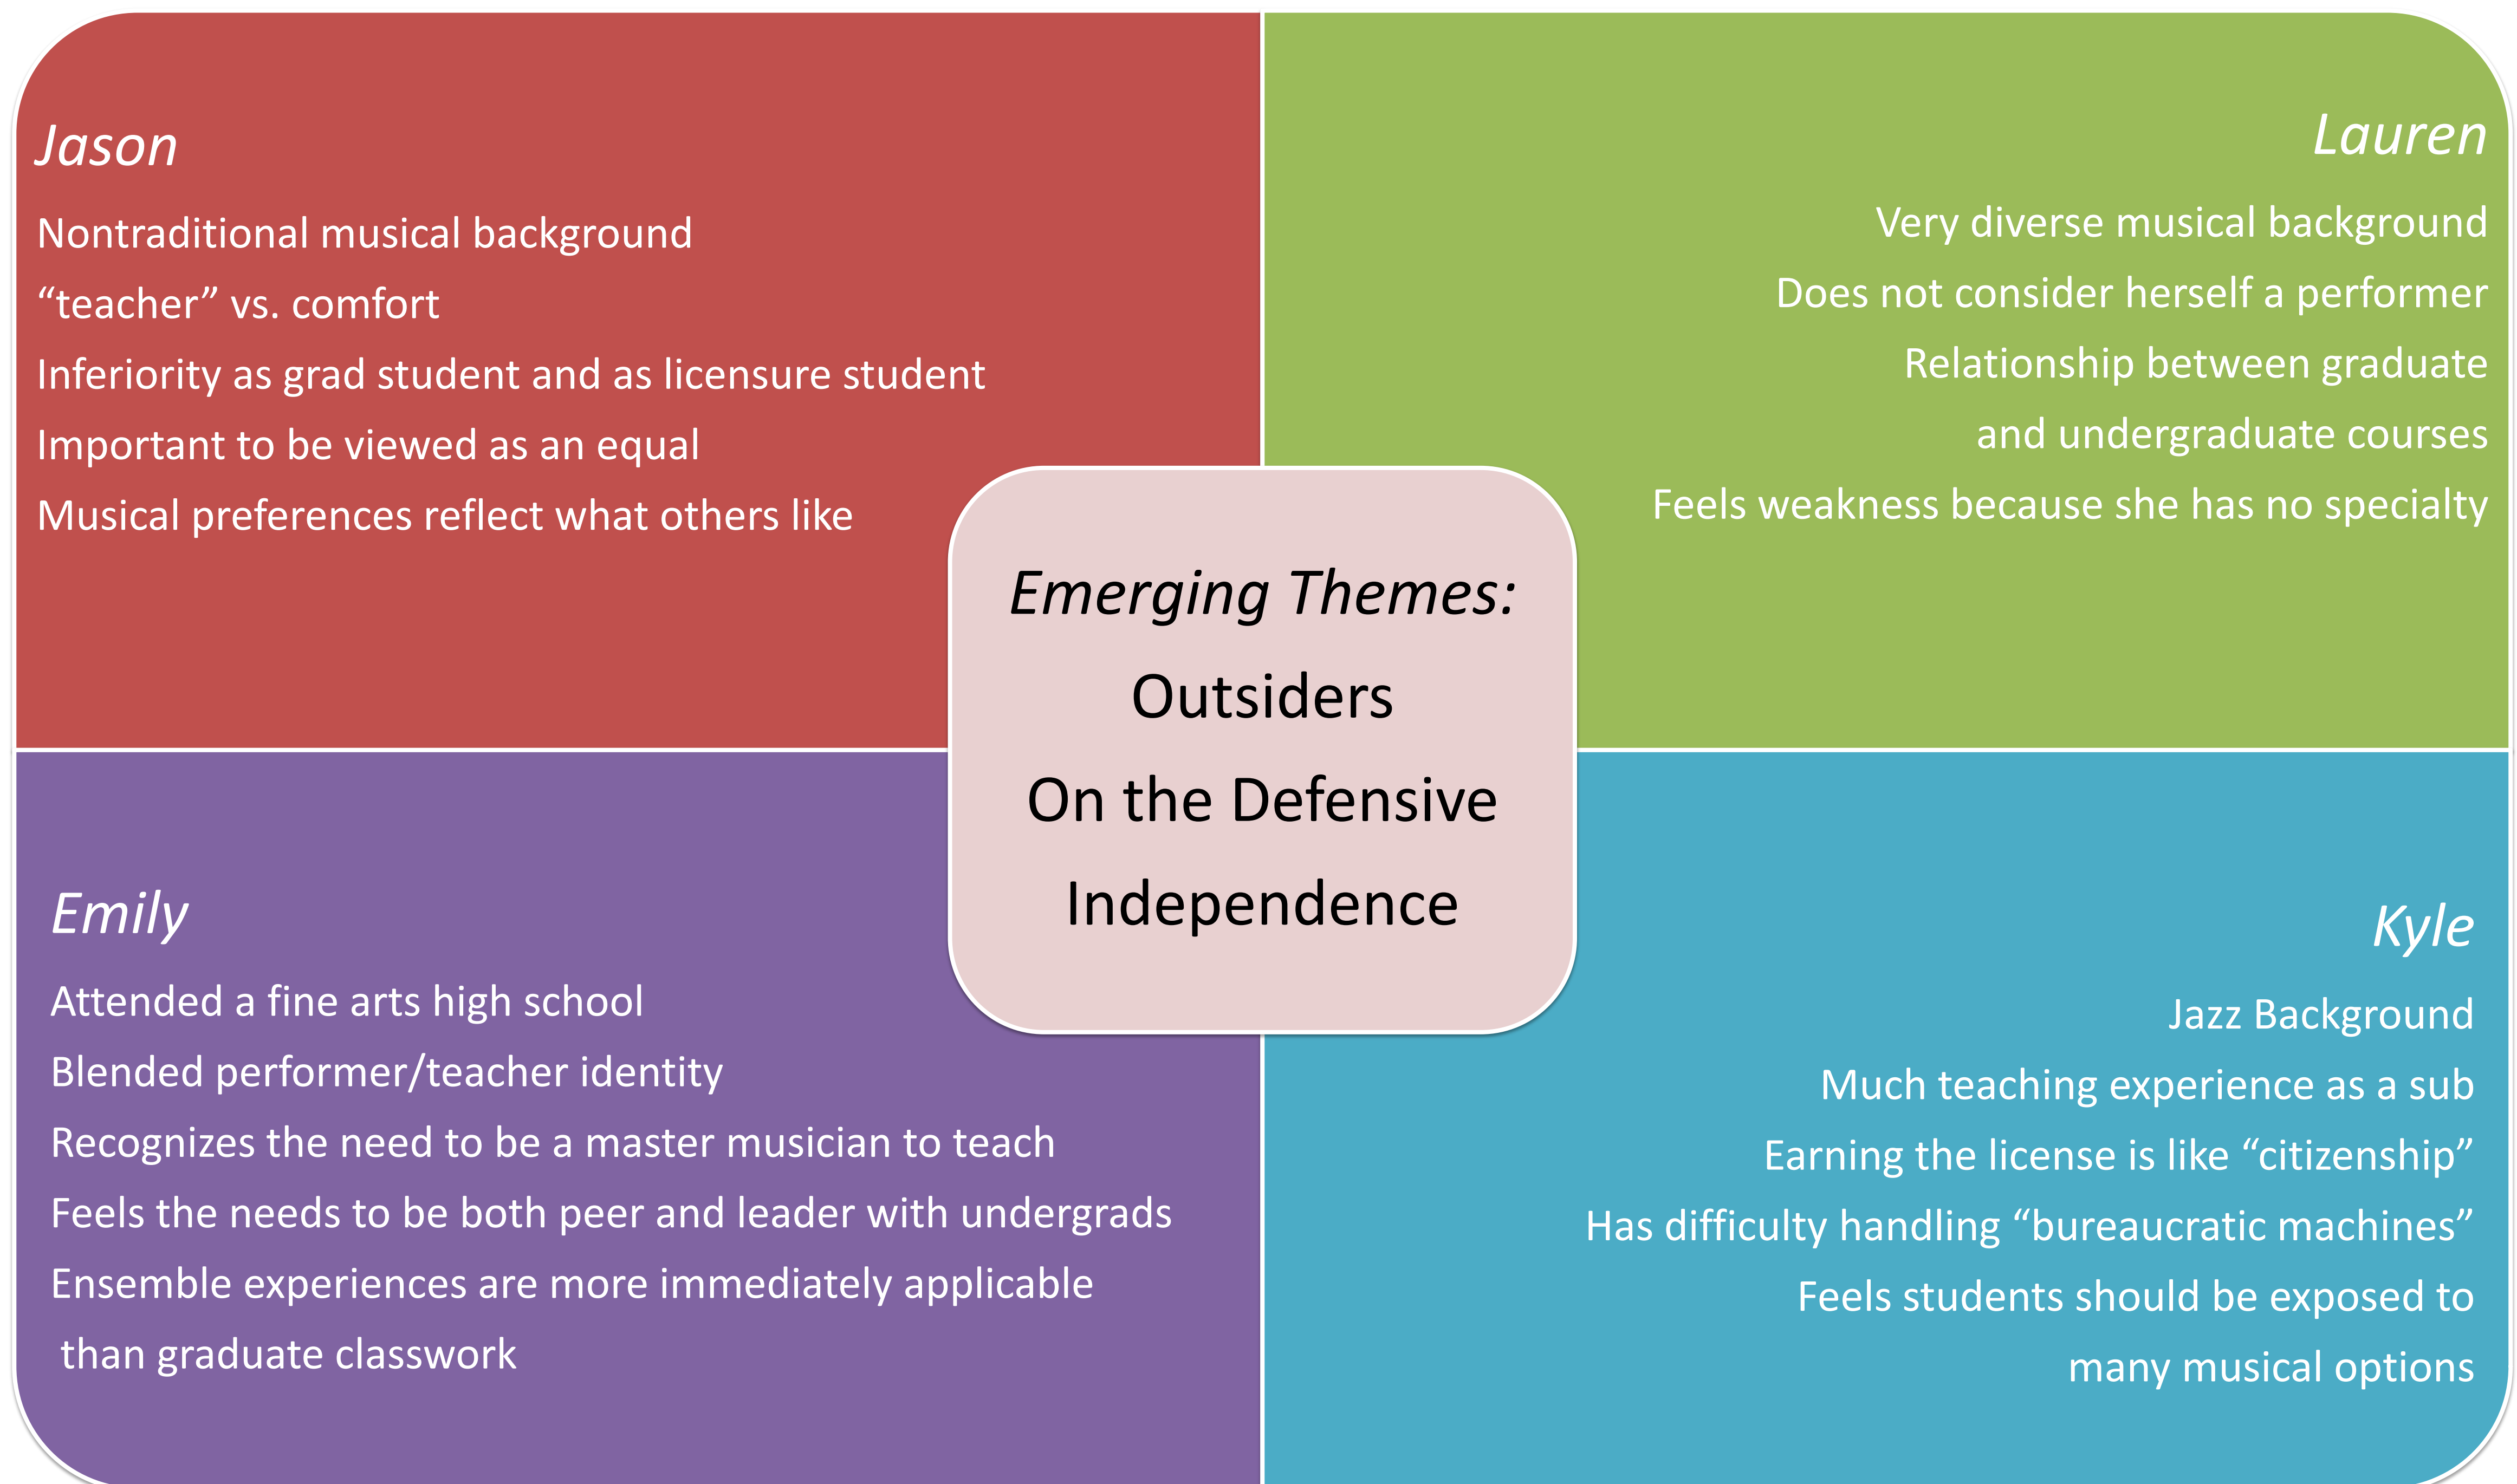 Jason
Nontraditional musical background
“teacher” vs. comfort
Inferiority as grad student and as licensure student
Important to be viewed as an equal
Musical preferences reflect what others like
Lauren
Very diverse musical background
Does not consider herself a performer
Relationship between graduate
and undergraduate courses
Feels weakness because she has no specialty
Emerging Themes:
Outsiders
On the Defensive
Independence
Emily
Attended a fine arts high school
Blended performer/teacher identity
Recognizes the need to be a master musician to teach
Feels the needs to be both peer and leader with undergrads
Ensemble experiences are more immediately applicable
than graduate classwork
Kyle
Jazz Background
Much teaching experience as a sub
Earning the license is like “citizenship”
Has difficulty handling “bureaucratic machines”
Feels students should be exposed to
many musical options